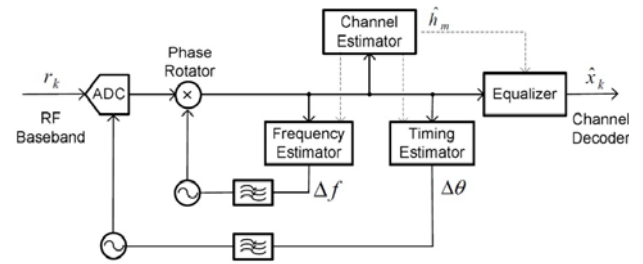 Channel
Estimator
ĥ_m
Phase
Rotator
r_k
ADC
×
Equalizer
x̂_k
RF
Baseband
Frequency
Estimator
Timing
Estimator
Channel
Decoder
Δf
Δθ